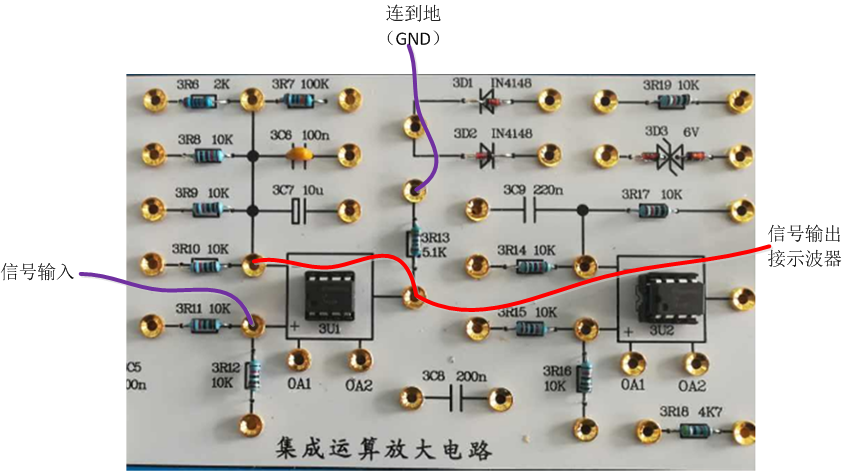 连到地
（GND）
3R6 2K
3R7 100K
3D1 IN4148
3R19 10K
3R8 10K
3C6 100n
3D2 IN4148
3D3 6V
3R9 10K
3C7 10u
3C9 220n
3R17 10K
3R10 10K
3R13
5.1K
3R14 10K
信号输出
接示波器
信号输入
3R11 10K
+
3U1
3R15 10K
+
3U2
C5
00n
3R12
10K
OA1
OA2
3C8 200n
3R16
10K
OA1
OA2
3R18 4K7
集成运算放大电路